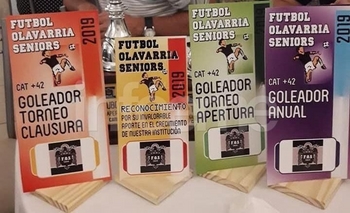 FUTBOL
OLAVARRIA
SENIORS
2019
CAT +42
GOLEADOR
TORNEO
CLAUSURA
FUTBOL
OLAVARRIA
SENIORS
2019
RECONOCIMIENTO
POR SU INVALORABLE
APORTE EN EL CRECIMIENTO
DE NUESTRA INSTITUCIÓN
FUTBOL
OLAVARRIA
SENIORS
2019
CAT +42
GOLEADOR
TORNEO
APERTURA
FUTBOL
OLAVARRIA
SENIORS
2019
CAT +42
GOLEADOR
ANUAL